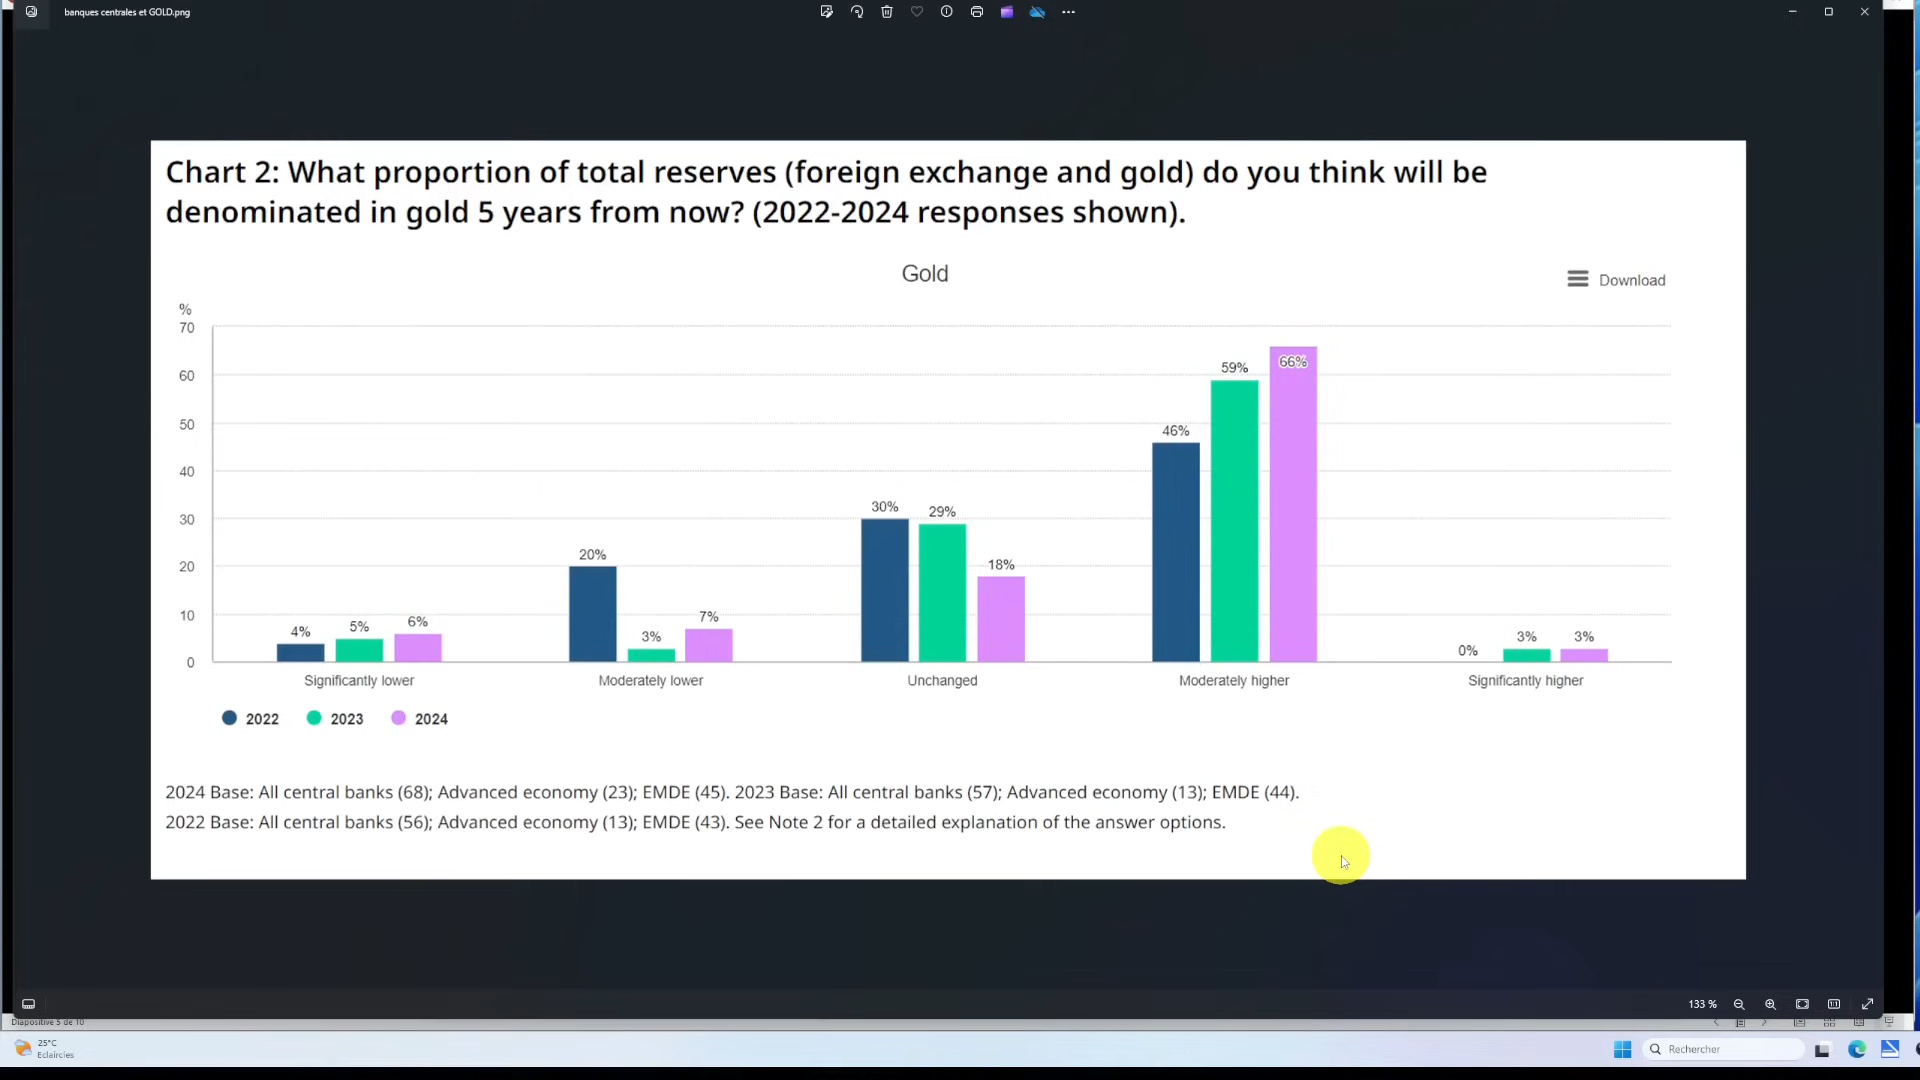 banques centrales et GOLD.png
Chart 2: What proportion of total reserves (foreign exchange and gold) do you think will be
denominated in gold 5 years from now? (2022-2024 responses shown).
Gold
Download
%
70
60
50
40
30
20
10
0
4%
5%
6%
20%
3%
7%
30%
29%
18%
46%
59%
66%
0%
3%
3%
Significantly lower
Moderately lower
Unchanged
Moderately higher
Significantly higher
2022
2023
2024
2024 Base: All central banks (68); Advanced economy (23); EMDE (45). 2023 Base: All central banks (57); Advanced economy (13); EMDE (44).
2022 Base: All central banks (56); Advanced economy (13); EMDE (43). See Note 2 for a detailed explanation of the answer options.
133 %
Diapositive 5 de 10
25°C
Eclaircies
Rechercher